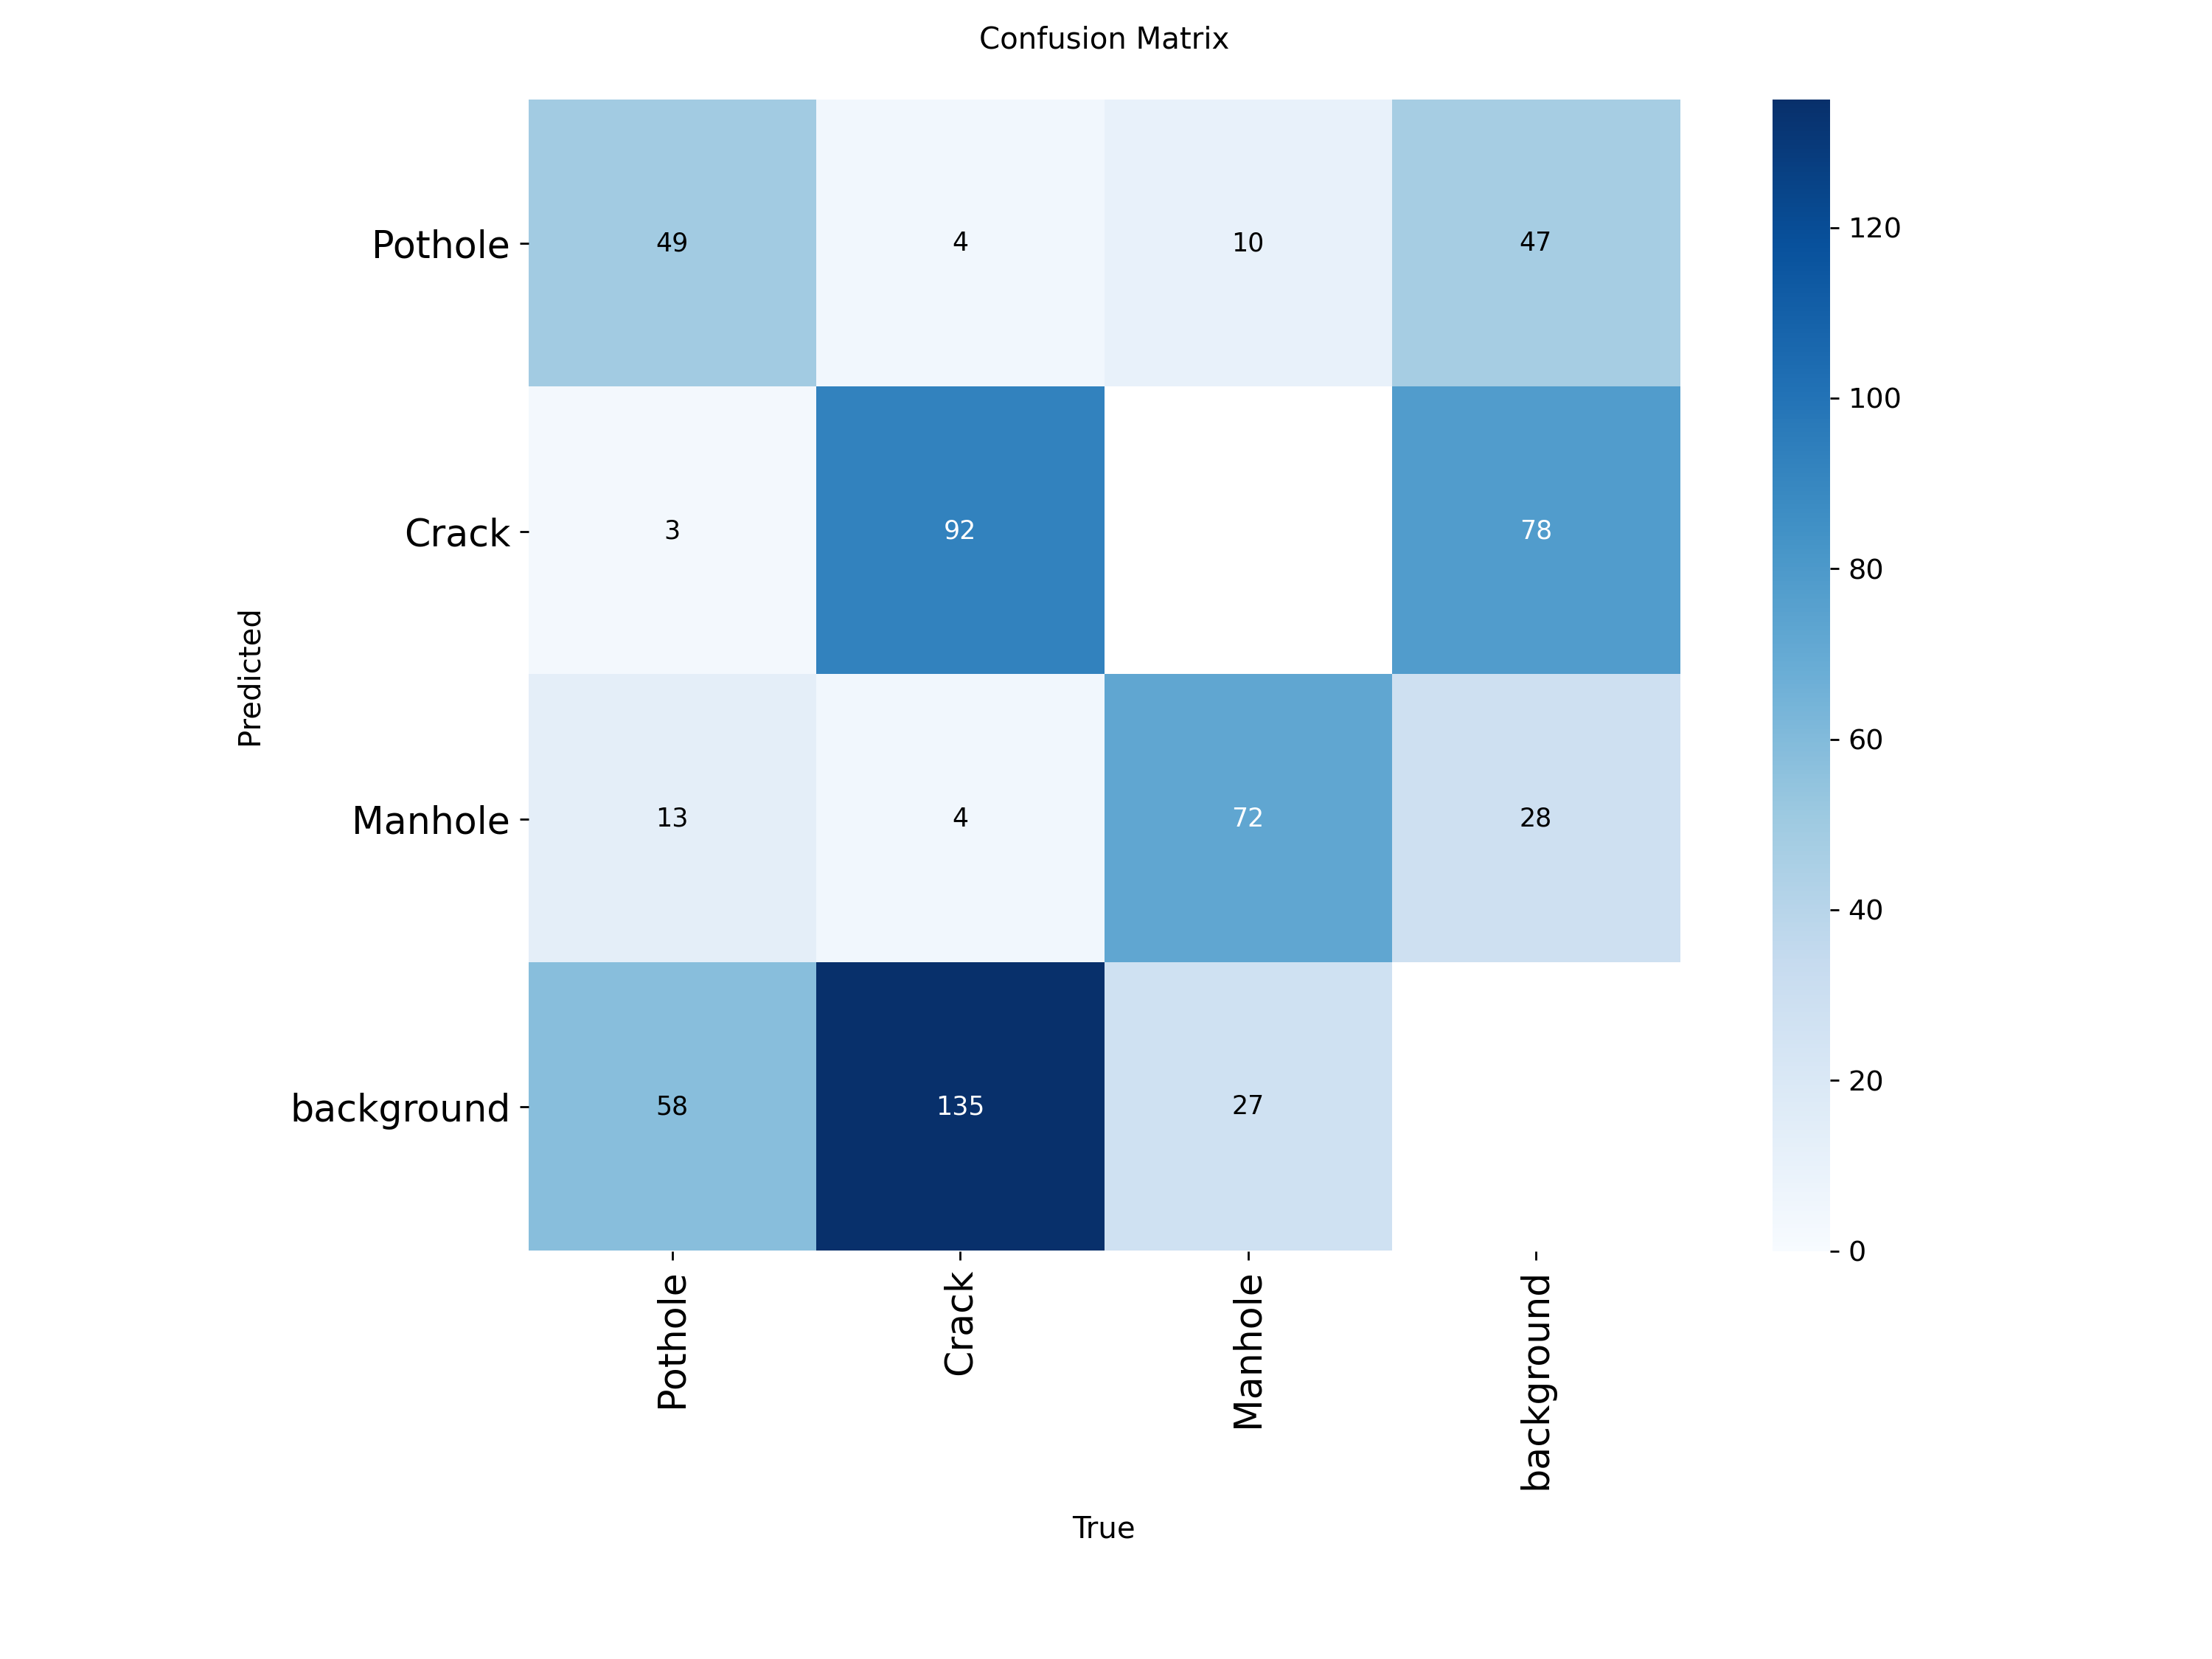 Confusion Matrix
Pothole 49 4 10 47
Crack 3 92 78
Manhole 13 4 72 28
background 58 135 27
Predicted
Pothole Crack Manhole background
True
120
100
80
60
40
20
0